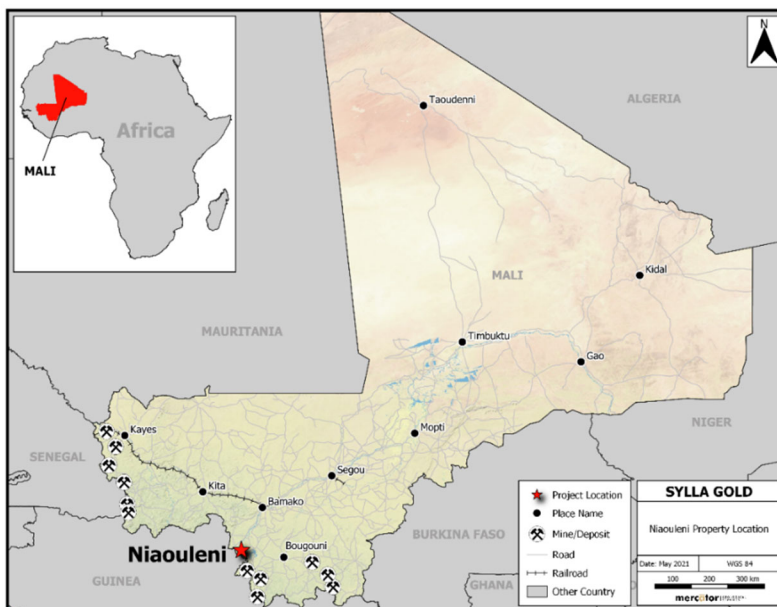 Africa
MALI
N
ALGERIA
Taoudenni
MALI
Kidal
MAURITANIA
Timbuktu
Gao
NIGER
Mopti
Kayes
SENEGAL
Segou
Kita
Bamako
BURKINA FASO
Niaouleni
Bougouni
GUINEA
GHANA
Project Location
Place Name
Mine/Deposit
Road
Railroad
Other Country
SYLLA GOLD
Niaouleni Property Location
Date: May 2021
WGS 84
100 0 100 200 300 km